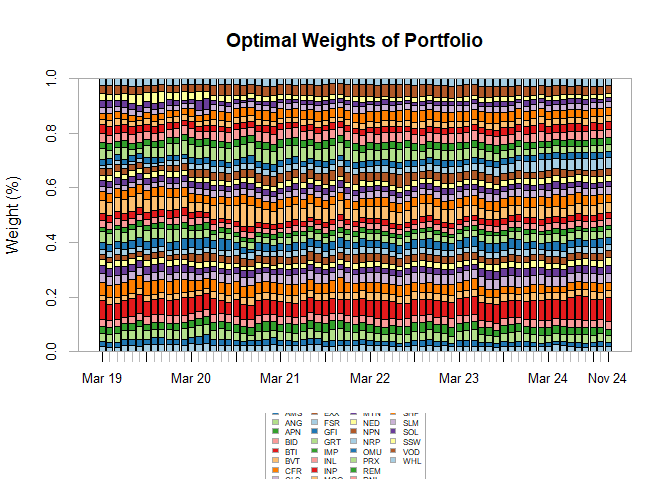 Optimal Weights of Portfolio
Weight (%)
1.0
0.8
0.6
0.4
0.2
0.0
Mar 19 Mar 20 Mar 21 Mar 22 Mar 23 Mar 24 Nov 24
AMS EXX MTN SHP
ANG FSR NED SLM
APN GFI NPN SOL
BID GRT NRP SSW
BTI IMP OMU VOD
BVT INL PRX WHL
CFR INP REM